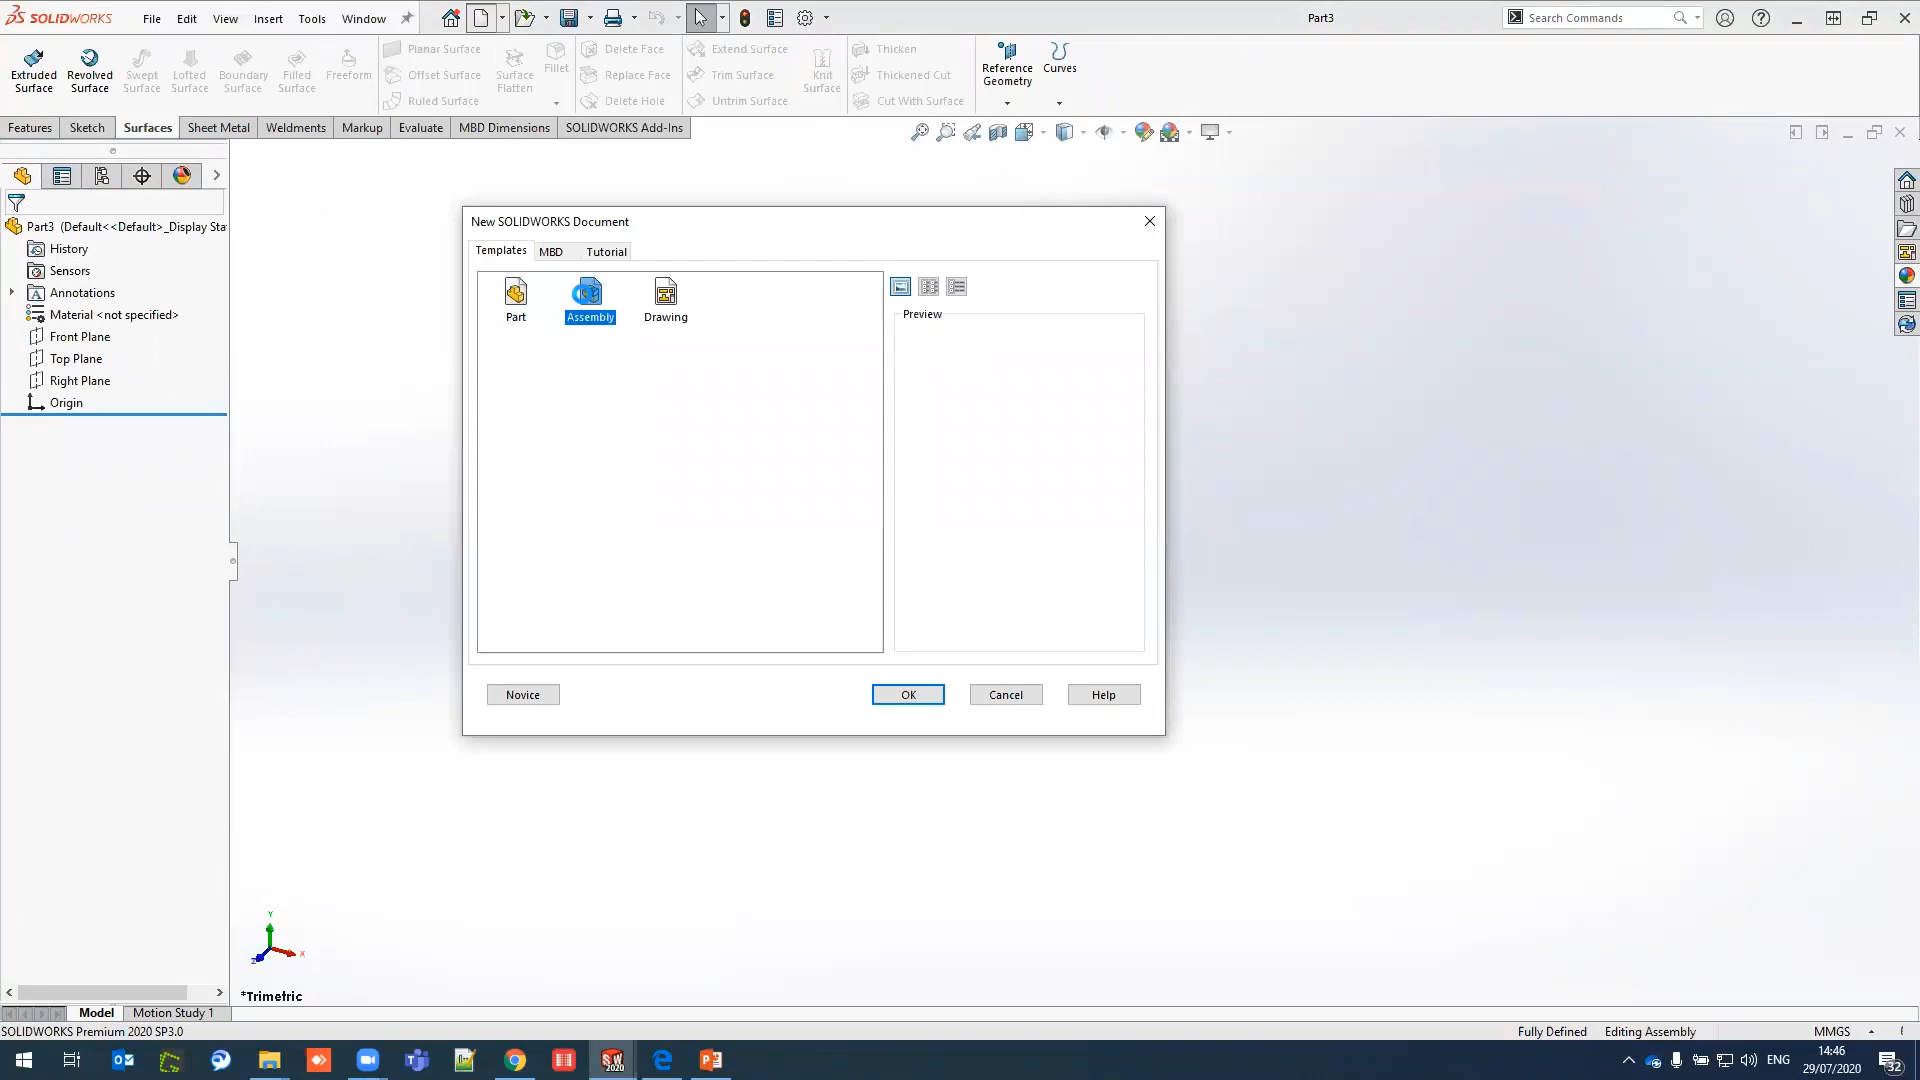 SOLIDWORKS File Edit View Insert Tools Window Part3 Search Commands
Extruded Surface
Revolved Surface
Swept Surface
Lofted Surface
Boundary Surface
Filled Surface
Freeform
Planar Surface
Offset Surface
Ruled Surface
Surface Flatten
Fillet
Delete Face
Replace Face
Delete Hole
Extend Surface
Trim Surface
Untrim Surface
Knit Surface
Thicken
Thickened Cut
Cut With Surface
Reference Geometry
Curves
Features Sketch Surfaces Sheet Metal Weldments Markup Evaluate MBD Dimensions SOLIDWORKS Add-Ins
Part3 (Default<<Default>_Display Sta
History
Sensors
Annotations
Material <not specified>
Front Plane
Top Plane
Right Plane
Origin
New SOLIDWORKS Document
Templates MBD Tutorial
Part Assembly Drawing
Preview
Novice OK Cancel Help
Y
X
Z
*Trimetric
Model Motion Study 1
SOLIDWORKS Premium 2020 SP3.0 Fully Defined Editing Assembly MMGS
ENG
14:46
29/07/2020
32